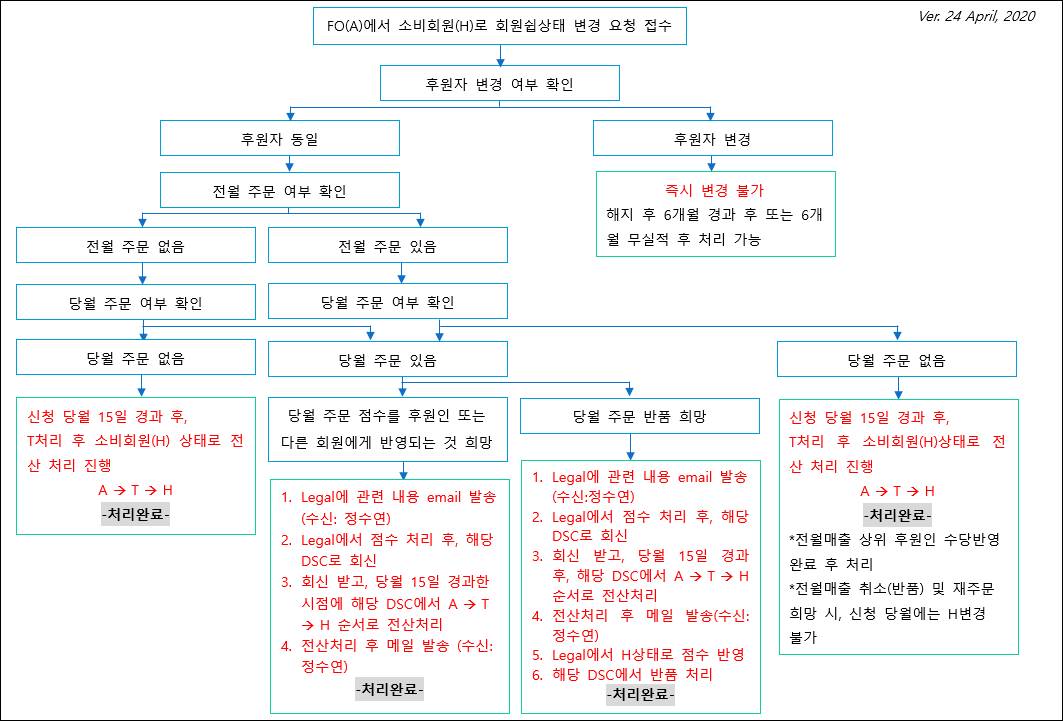 Ver. 24 April, 2020
FO(A)에서 소비회원(H)로 회원쉽상태 변경 요청 접수
후원자 변경 여부 확인
후원자 동일
후원자 변경
전월 주문 여부 확인
즉시 변경 불가
해지 후 6개월 경과 후 또는 6개
월 무실적 후 처리 가능
전월 주문 없음
전월 주문 있음
당월 주문 여부 확인
당월 주문 여부 확인
당월 주문 없음
당월 주문 있음
당월 주문 없음
신청 당월 15일 경과 후,
T처리 후 소비회원(H) 상태로 전
산 처리 진행
A → T → H
-처리완료-
당월 주문 점수를 후원인 또는
다른 회원에게 반영되는 것 희망
1. Legal에 관련 내용 email 발송
(수신: 정수연)
2. Legal에서 점수 처리 후, 해당
DSC로 회신
3. 회신 받고, 당월 15일 경과한
시점에 해당 DSC에서 A → T
→ H 순서로 전산처리
4. 전산처리 후 메일 발송 (수신:
정수연)
-처리완료-
당월 주문 반품 희망
1. Legal에 관련 내용 email 발송
(수신:정수연)
2. Legal에서 점수 처리 후, 해당
DSC로 회신
3. 회신 받고, 당월 15일 경과
후, 해당 DSC에서 A → T → H
순서로 전산처리
4. 전산처리 후 메일 발송(수신:
정수연)
5. Legal에서 H상태로 점수 반영
6. 해당 DSC에서 반품 처리
-처리완료-
신청 당월 15일 경과 후,
T처리 후 소비회원(H)상태로 전
산 처리 진행
A → T → H
-처리완료-
*전월매출 상위 후원인 수당반영
완료 후 처리
*전월매출 취소(반품) 및 재주문
희망 시, 신청 당월에는 H변경
불가